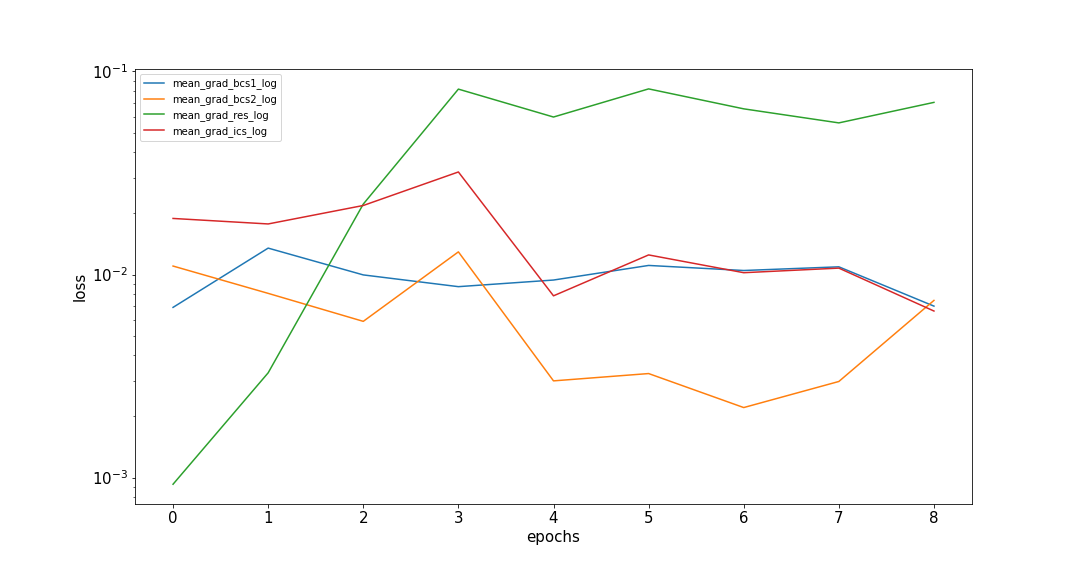 10⁻¹
mean_grad_bcs1_log
mean_grad_bcs2_log
mean_grad_res_log
mean_grad_ics_log
10⁻²
loss
10⁻³
0 1 2 3 4 5 6 7 8
epochs